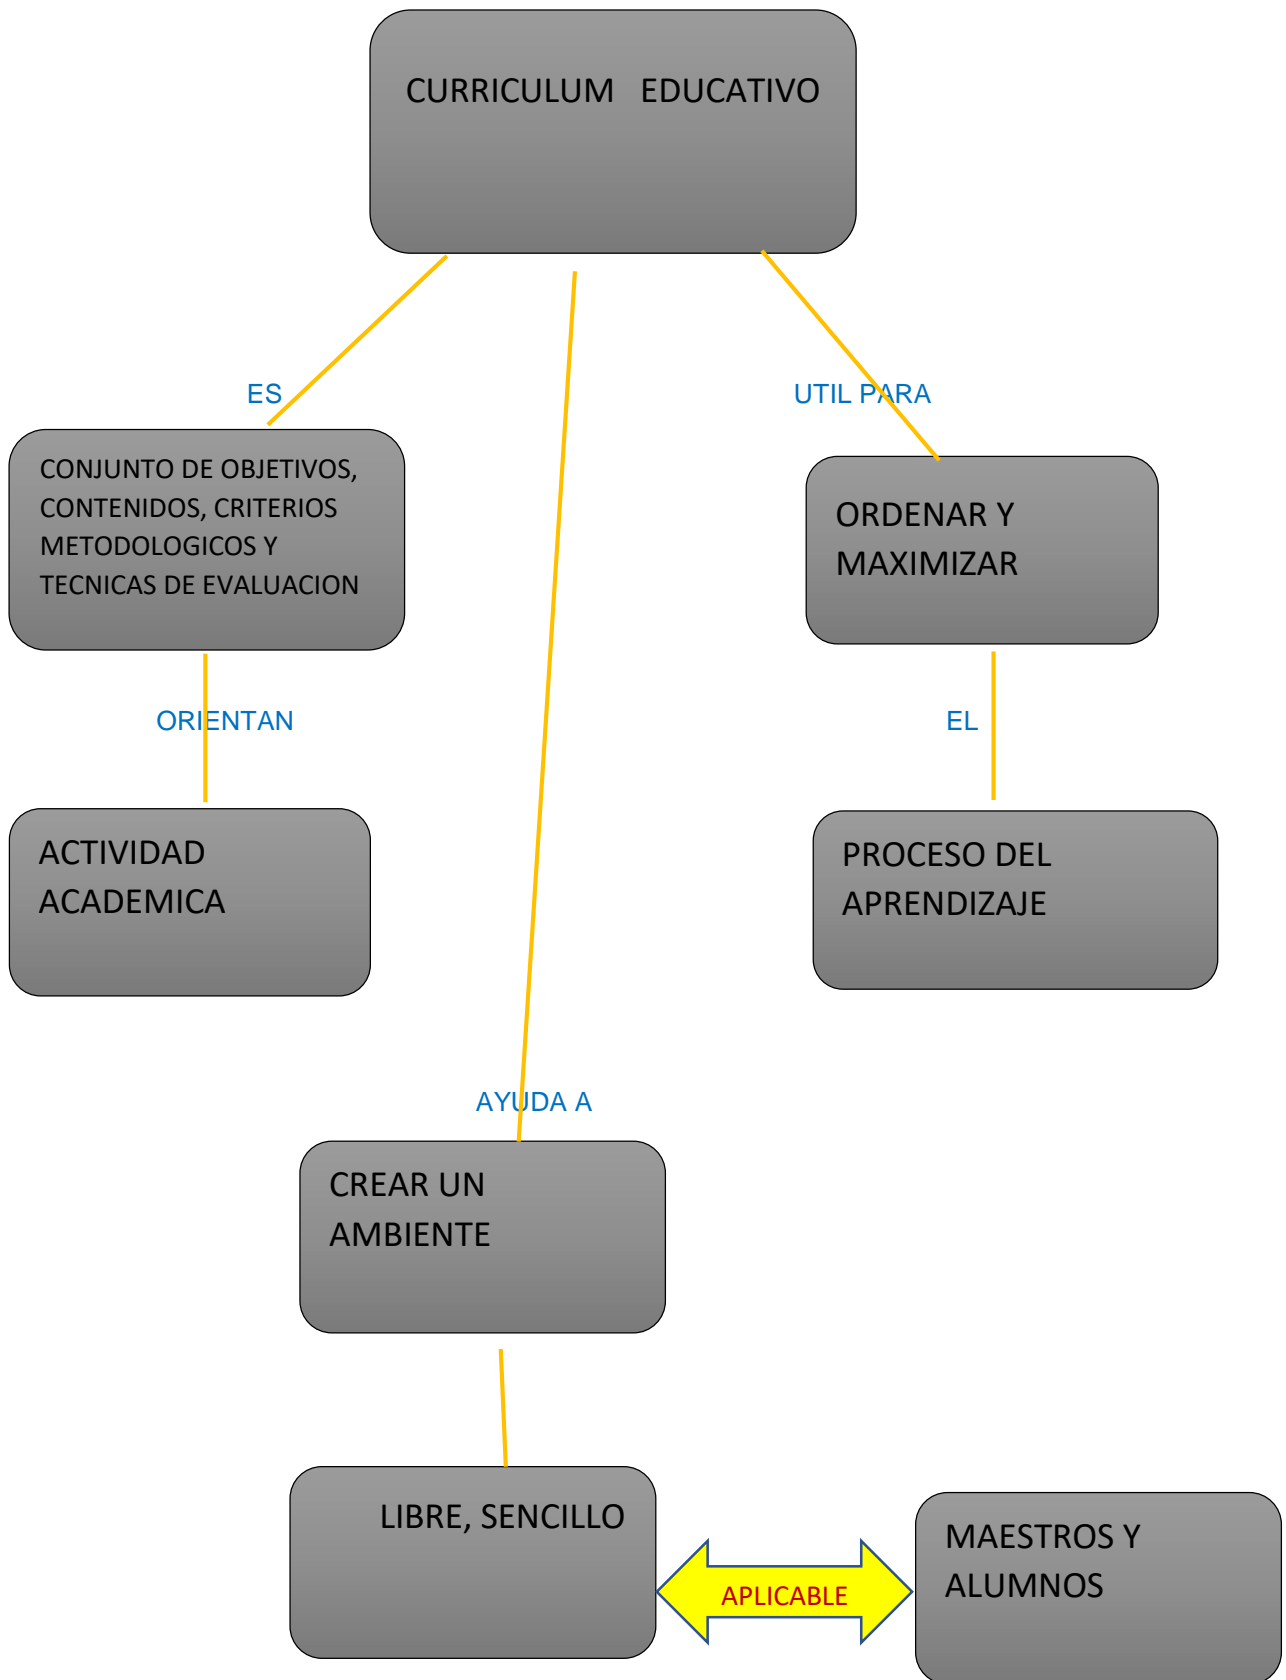 CURRICULUM EDUCATIVO
ES
UTIL PARA
CONJUNTO DE OBJETIVOS,
CONTENIDOS, CRITERIOS
METODOLOGICOS Y
TECNICAS DE EVALUACION
ORDENAR Y
MAXIMIZAR
ORIENTAN
EL
ACTIVIDAD
ACADEMICA
PROCESO DEL
APRENDIZAJE
AYUDA A
CREAR UN
AMBIENTE
LIBRE, SENCILLO
APLICABLE
MAESTROS Y
ALUMNOS